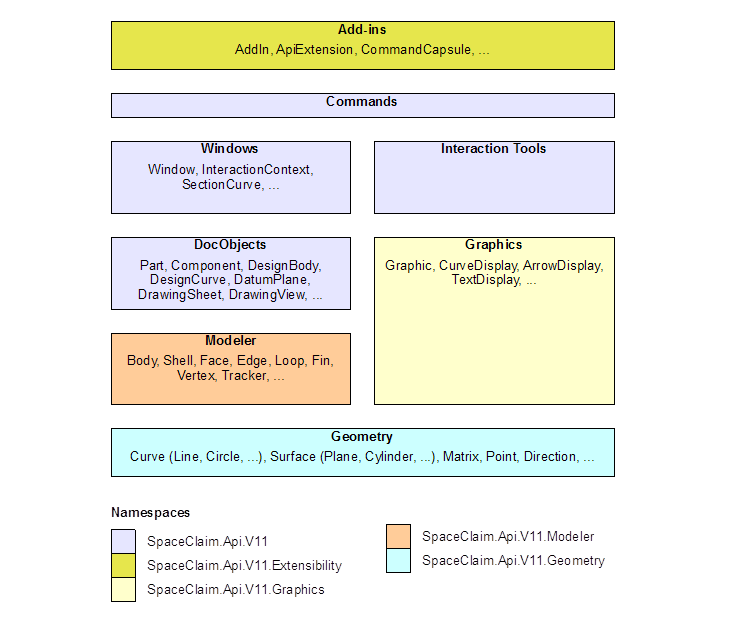 Add-ins
AddIn, ApiExtension, CommandCapsule, ...
Commands
Windows
Window, InteractionContext,
SectionCurve, ...
Interaction Tools
DocObjects
Part, Component, DesignBody,
DesignCurve, DatumPlane,
DrawingSheet, DrawingView, ...
Graphics
Graphic, CurveDisplay, ArrowDisplay,
TextDisplay, ...
Modeler
Body, Shell, Face, Edge, Loop, Fin,
Vertex, Tracker, ...
Geometry
Curve (Line, Circle, ...), Surface (Plane, Cylinder, ...), Matrix, Point, Direction, ...
Namespaces
SpaceClaim.Api.V11
SpaceClaim.Api.V11.Extensibility
SpaceClaim.Api.V11.Graphics
SpaceClaim.Api.V11.Modeler
SpaceClaim.Api.V11.Geometry